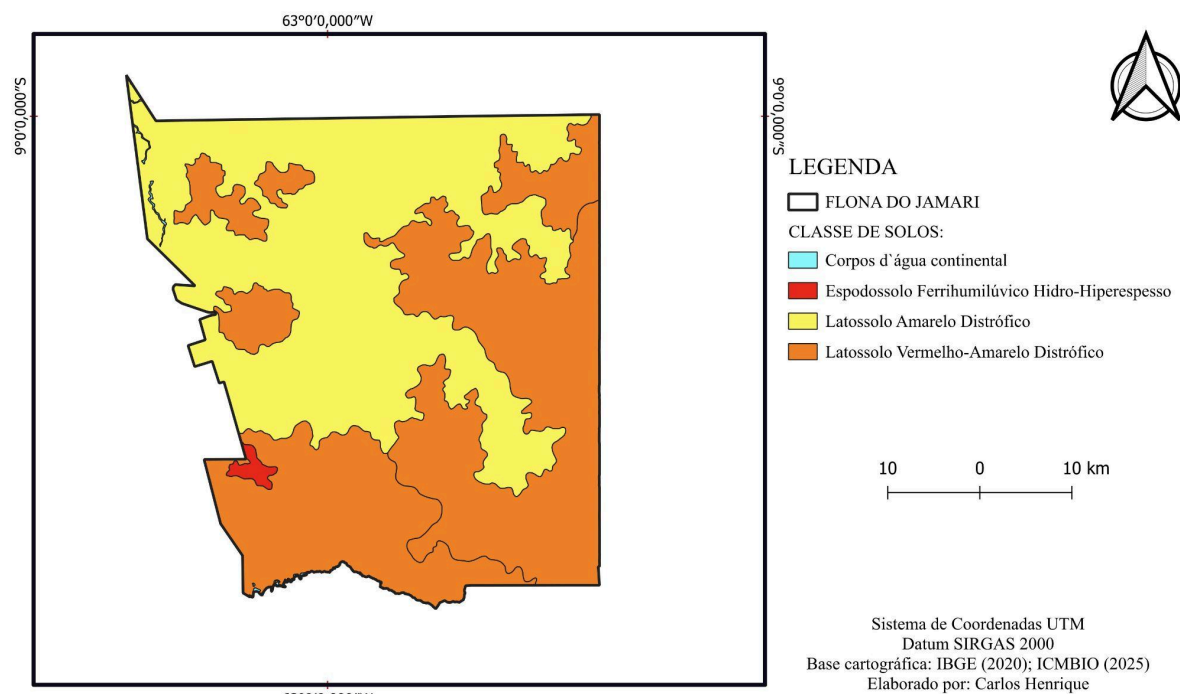 63°0'0,000"W
9°0'0,000"S
9°0'0,000"S
LEGENDA
FLONA DO JAMARI
CLASSE DE SOLOS:
Corpos d`água continental
Espodossolo Ferrihumilúvico Hidro-Hiperespesso
Latossolo Amarelo Distrófico
Latossolo Vermelho-Amarelo Distrófico
10 0 10 km
Sistema de Coordenadas UTM
Datum SIRGAS 2000
Base cartográfica: IBGE (2020); ICMBIO (2025)
Elaborado por: Carlos Henrique